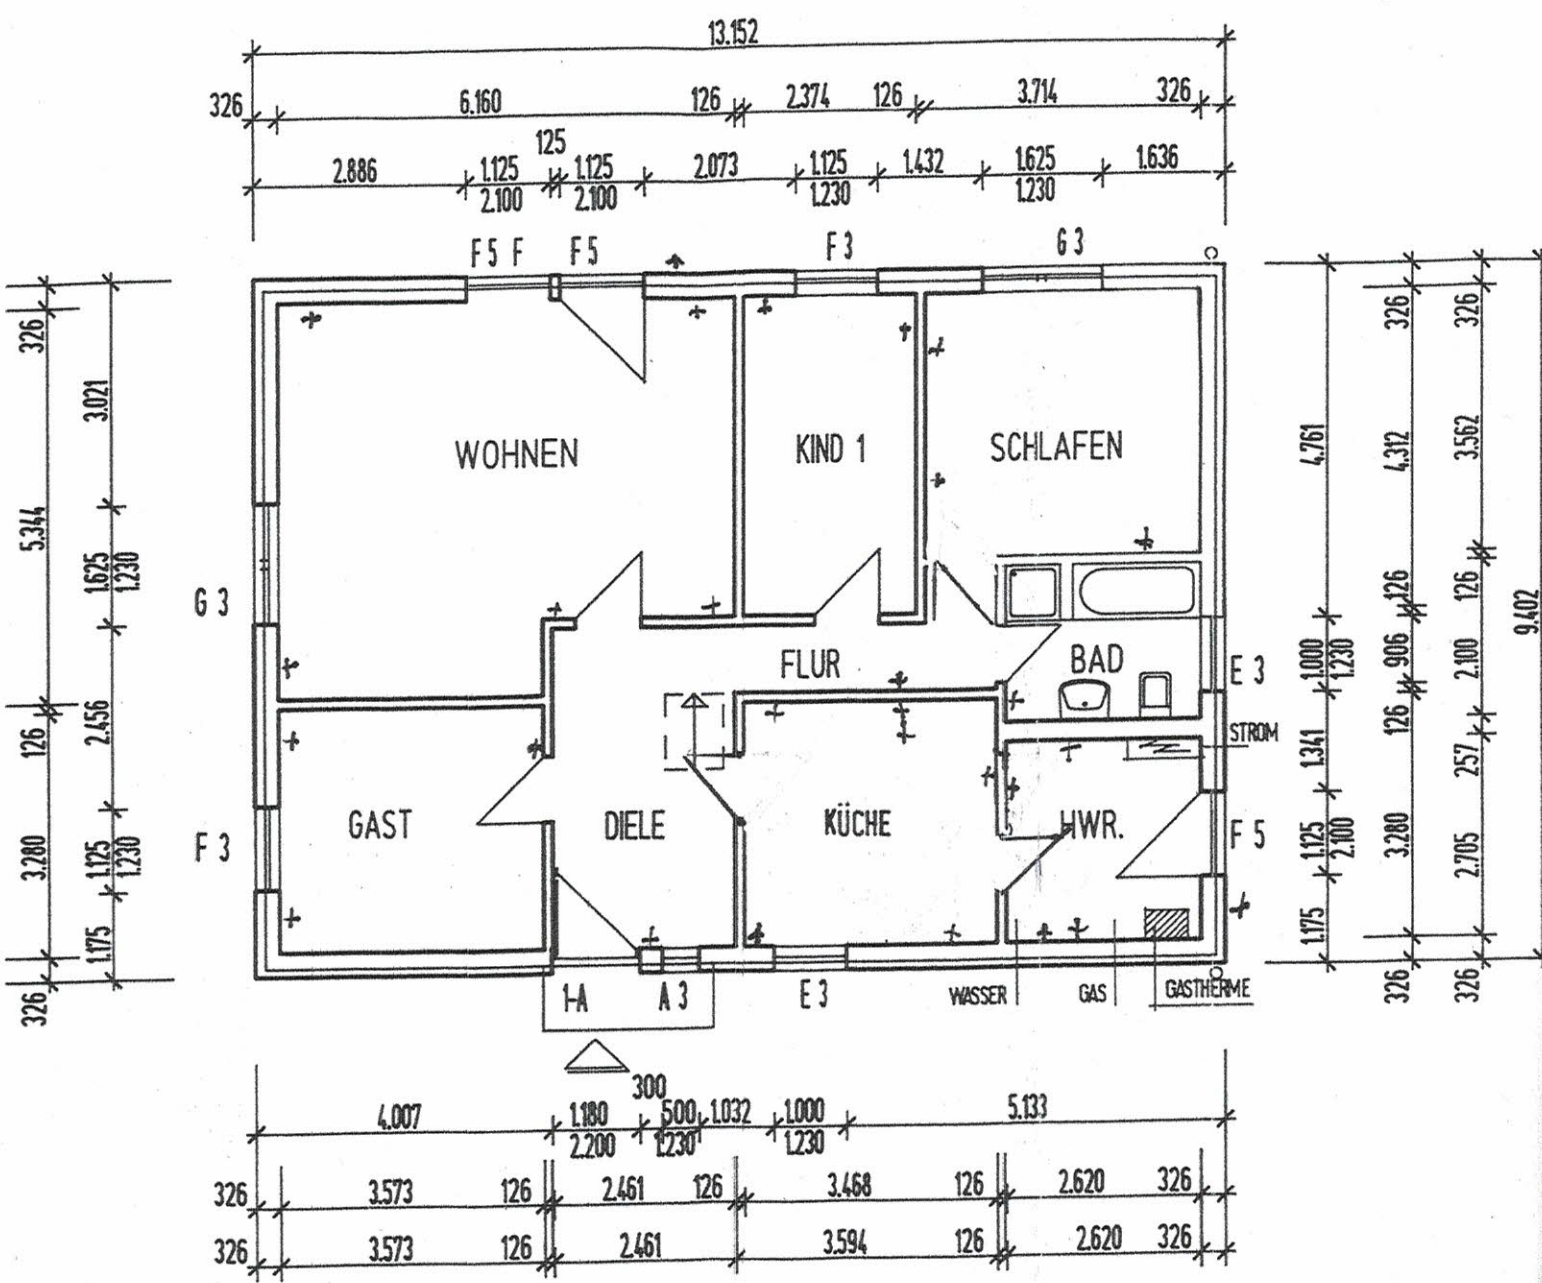 13.152
326 6.160 126 2.374 126 3.714 326
125
2.886 1.125 1.125 2.073 1.125 1.432 1.625 1.636
2.100 2.100 1.230 1.230
F 5 F F 5 F 3 G 3
326 5.344 126 3.280 326
3.021 1.625 2.456 1.125 1.175
1.230 1.230
G 3
F 3
WOHNEN
KIND 1
SCHLAFEN
FLUR
BAD
GAST
DIELE
KÜCHE
HWR.
E 3
STROM
F 5
4.761 1.000 1.341 1.125 1.175
1.230 2.100
326 4.312 126 906 126 3.280 326
326 3.562 126 2.100 257 2.705 326
9.402
1-A A 3 E 3
WASSER GAS GASTHERME
300
4.007 1.180 500 1.032 1.000 5.133
2.200 1.230 1.230
326 3.573 126 2.461 126 3.468 126 2.620 326
326 3.573 126 2.461 3.594 126 2.620 326